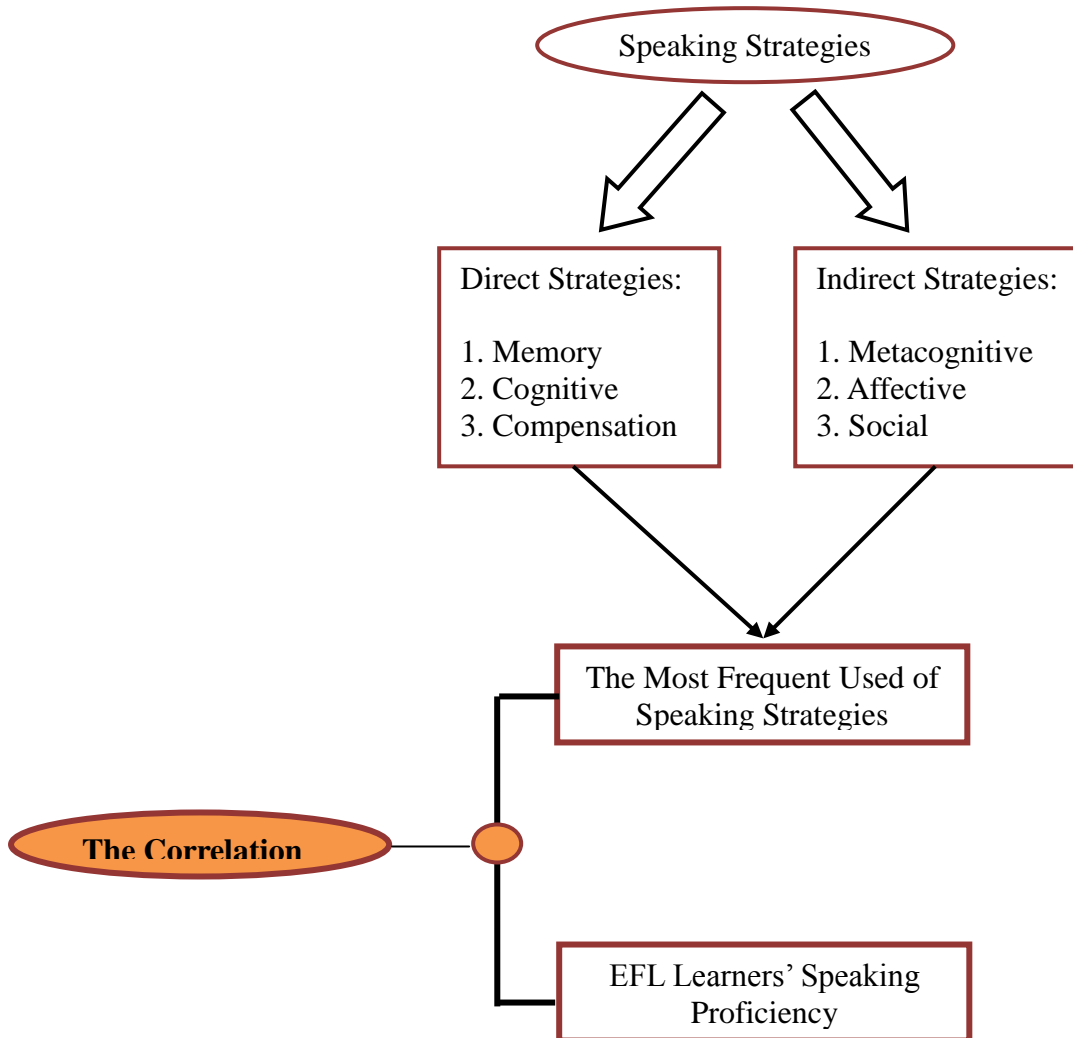 Speaking Strategies
Direct Strategies:
1. Memory
2. Cognitive
3. Compensation
Indirect Strategies:
1. Metacognitive
2. Affective
3. Social
The Most Frequent Used of
Speaking Strategies
The Correlation
EFL Learners’ Speaking
Proficiency